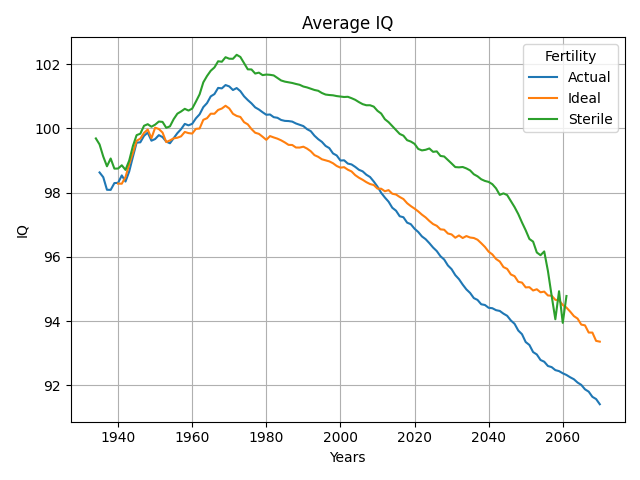 Average IQ
Fertility
Actual
Ideal
Sterile
IQ
102
100
98
96
94
92
1940 1960 1980 2000 2020 2040 2060
Years